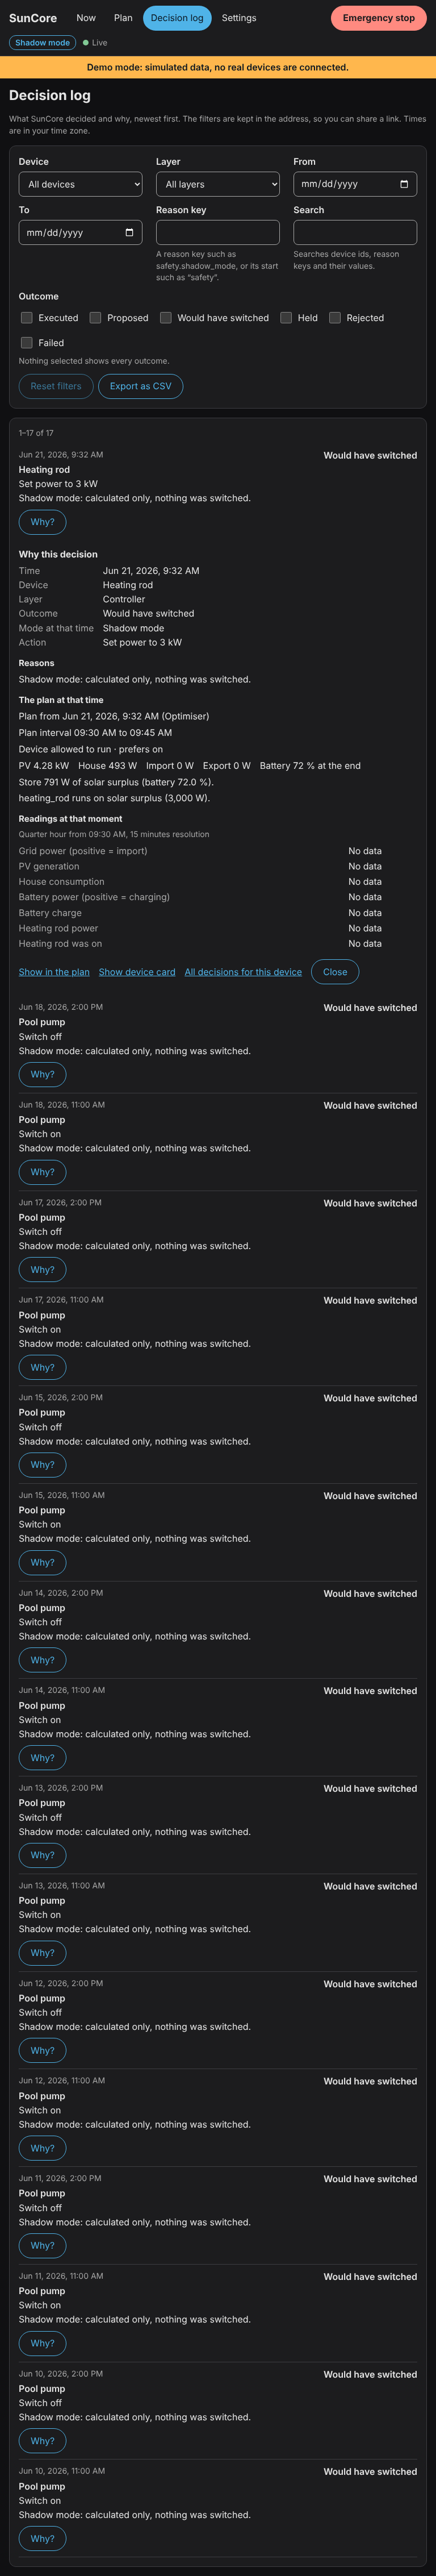 SunCore Now Plan Decision log Settings Emergency stop
Shadow mode Live
Demo mode: simulated data, no real devices are connected.
Decision log
What SunCore decided and why, newest first. The filters are kept in the address, so you can share a link. Times
are in your time zone.
Device Layer From
All devices All layers mm/dd/yyyy
To Reason key Search
mm/dd/yyyy
A reason key such as
safety.shadow_mode, or its start
such as “safety”.
Searches device ids, reason
keys and their values.
Outcome
Executed Proposed Would have switched Held Rejected
Failed
Nothing selected shows every outcome.
Reset filters Export as CSV
1–17 of 17
Jun 21, 2026, 9:32 AM Would have switched
Heating rod
Set power to 3 kW
Shadow mode: calculated only, nothing was switched.
Why?
Why this decision
Time Jun 21, 2026, 9:32 AM
Device Heating rod
Layer Controller
Outcome Would have switched
Mode at that time Shadow mode
Action Set power to 3 kW
Reasons
Shadow mode: calculated only, nothing was switched.
The plan at that time
Plan from Jun 21, 2026, 9:32 AM (Optimiser)
Plan interval 09:30 AM to 09:45 AM
Device allowed to run · prefers on
PV 4.28 kW House 493 W Import 0 W Export 0 W Battery 72 % at the end
Store 791 W of solar surplus (battery 72.0 %).
heating_rod runs on solar surplus (3,000 W).
Readings at that moment
Quarter hour from 09:30 AM, 15 minutes resolution
Grid power (positive = import) No data
PV generation No data
House consumption No data
Battery power (positive = charging) No data
Battery charge No data
Heating rod power No data
Heating rod was on No data
Show in the plan Show device card All decisions for this device Close
Jun 18, 2026, 2:00 PM Would have switched
Pool pump
Switch off
Shadow mode: calculated only, nothing was switched.
Why?
Jun 18, 2026, 11:00 AM Would have switched
Pool pump
Switch on
Shadow mode: calculated only, nothing was switched.
Why?
Jun 17, 2026, 2:00 PM Would have switched
Pool pump
Switch off
Shadow mode: calculated only, nothing was switched.
Why?
Jun 17, 2026, 11:00 AM Would have switched
Pool pump
Switch on
Shadow mode: calculated only, nothing was switched.
Why?
Jun 15, 2026, 2:00 PM Would have switched
Pool pump
Switch off
Shadow mode: calculated only, nothing was switched.
Why?
Jun 15, 2026, 11:00 AM Would have switched
Pool pump
Switch on
Shadow mode: calculated only, nothing was switched.
Why?
Jun 14, 2026, 2:00 PM Would have switched
Pool pump
Switch off
Shadow mode: calculated only, nothing was switched.
Why?
Jun 14, 2026, 11:00 AM Would have switched
Pool pump
Switch on
Shadow mode: calculated only, nothing was switched.
Why?
Jun 13, 2026, 2:00 PM Would have switched
Pool pump
Switch off
Shadow mode: calculated only, nothing was switched.
Why?
Jun 13, 2026, 11:00 AM Would have switched
Pool pump
Switch on
Shadow mode: calculated only, nothing was switched.
Why?
Jun 12, 2026, 2:00 PM Would have switched
Pool pump
Switch off
Shadow mode: calculated only, nothing was switched.
Why?
Jun 12, 2026, 11:00 AM Would have switched
Pool pump
Switch on
Shadow mode: calculated only, nothing was switched.
Why?
Jun 11, 2026, 2:00 PM Would have switched
Pool pump
Switch off
Shadow mode: calculated only, nothing was switched.
Why?
Jun 11, 2026, 11:00 AM Would have switched
Pool pump
Switch on
Shadow mode: calculated only, nothing was switched.
Why?
Jun 10, 2026, 2:00 PM Would have switched
Pool pump
Switch off
Shadow mode: calculated only, nothing was switched.
Why?
Jun 10, 2026, 11:00 AM Would have switched
Pool pump
Switch on
Shadow mode: calculated only, nothing was switched.
Why?